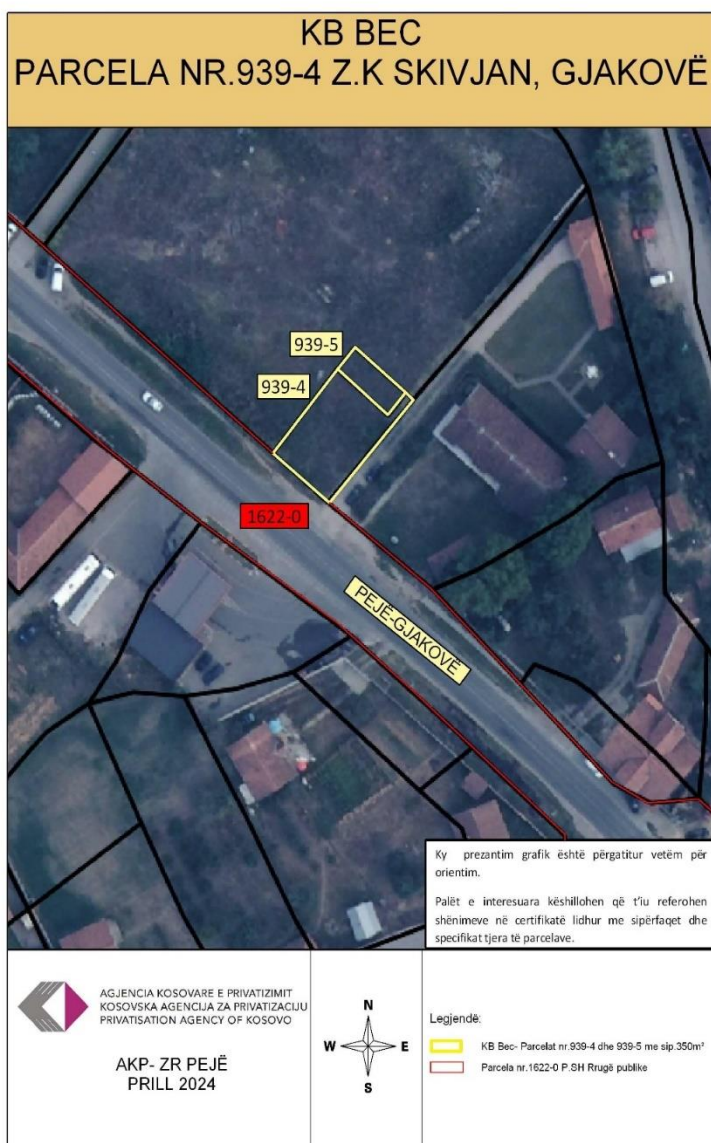 KB BEC
PARCELA NR.939-4 Z.K SKIVJAN, GJAKOVË
939-5
939-4
1622-0
PEJË-GJAKOVË
Ky prezantim grafik është përgatitur vetëm për
orientim.
Palët e interesuara këshillohen që t'iu referohen
shënimeve në certifikatë lidhur me sipërfaqet dhe
specifikat tjera të parcelave.
AGJENCIA KOSOVARE E PRIVATIZIMIT
KOSOVSKA AGENCIJA ZA PRIVATIZACIJU
PRIVATISATION AGENCY OF KOSOVO
AKP- ZR PEJË
PRILL 2024
N
W E
S
Legjendë:
KB Bec- Parcelat nr.939-4 dhe 939-5 me sip.350m²
Parcela nr.1622-0 P.SH Rrugë publike